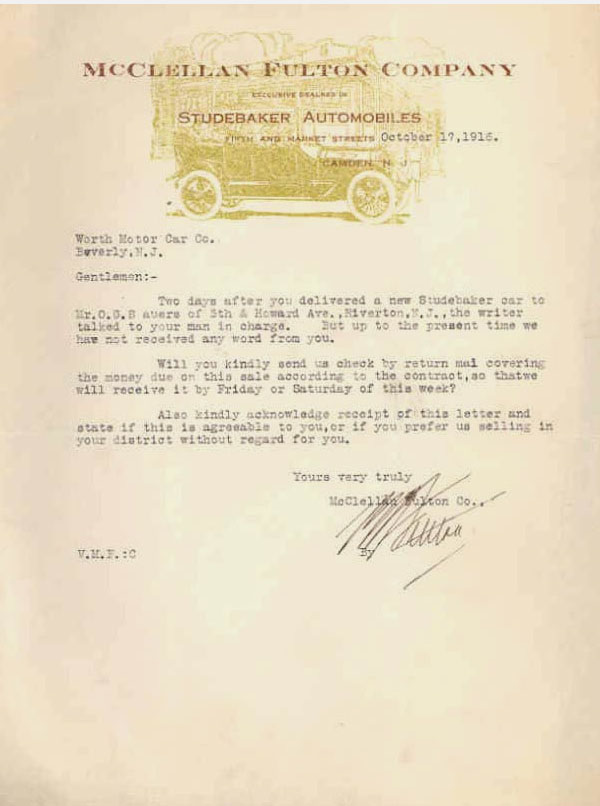 McClellan Fulton Company
EXCLUSIVE DEALERS IN
Studebaker Automobiles
FIFTH AND MARKET STREETS October 17,1916.
CAMDEN, N. J.
Worth Motor Car Co.
Beverly,N.J.
Gentlemen:-
Two days after you delivered a new Studebaker car to
Mr.O.G.S auers of 5th & Howard Ave.,Riverton,N.J.,the writer
talked to your man in charge. But up to the present time we
hav not received any word from you.
Will you kindly send us check by return mal covering
the money due on this sale according to the contract,so thatwe
will receive it by Friday or Saturday of this week?
Also kindly acknowledge receipt of this letter and
state if this is agreeable to you,or if you prefer us selling in
your district without regard for you.
Yours very truly
McClellan Fulton Co.,
By Fulton
V.M.F.:C